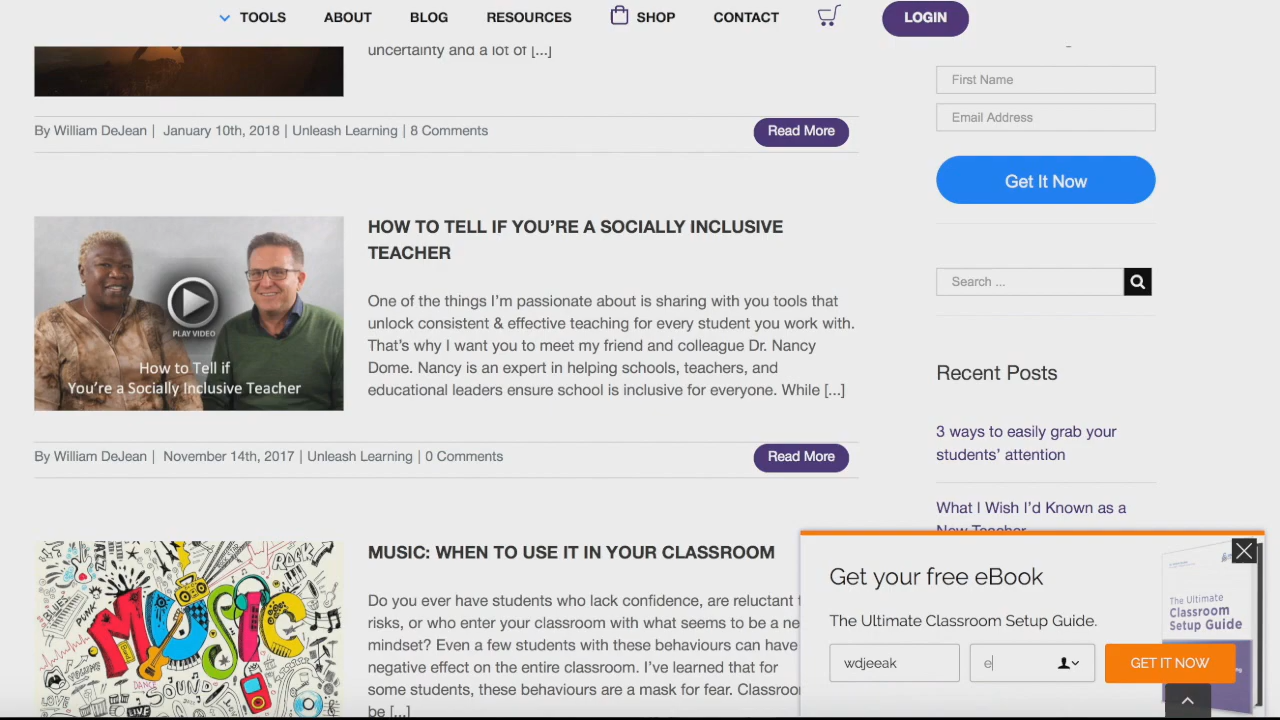 TOOLS ABOUT BLOG RESOURCES SHOP CONTACT LOGIN
uncertainty and a lot of [...]
First Name
Email Address
By William DeJean | January 10th, 2018 | Unleash Learning | 8 Comments
Read More
Get It Now
HOW TO TELL IF YOU'RE A SOCIALLY INCLUSIVE
TEACHER
PLAY VIDEO
How to Tell if
You're a Socially Inclusive Teacher
One of the things I'm passionate about is sharing with you tools that
unlock consistent & effective teaching for every student you work with.
That's why I want you to meet my friend and colleague Dr. Nancy
Dome. Nancy is an expert in helping schools, teachers, and
educational leaders ensure school is inclusive for everyone. While [...]
Search ...
Recent Posts
3 ways to easily grab your
students' attention
By William DeJean | November 14th, 2017 | Unleash Learning | 0 Comments
Read More
What I Wish I'd Known as a
New Teacher
MUSIC
ROCK
PUNK
BLUES
DANCE
SOUND
LIVE
MUSIC: WHEN TO USE IT IN YOUR CLASSROOM
Do you ever have students who lack confidence, are reluctant
risks, or who enter your classroom with what seems to be a ne
mindset? Even a few students with these behaviours can have
negative effect on the entire classroom. I've learned that for
some students, these behaviours are a mask for fear. Classroo
be [...]
Get your free eBook
The Ultimate Classroom Setup Guide.
wdjeeak
e
GET IT NOW
The Ultimate
Classroom
Setup Guide